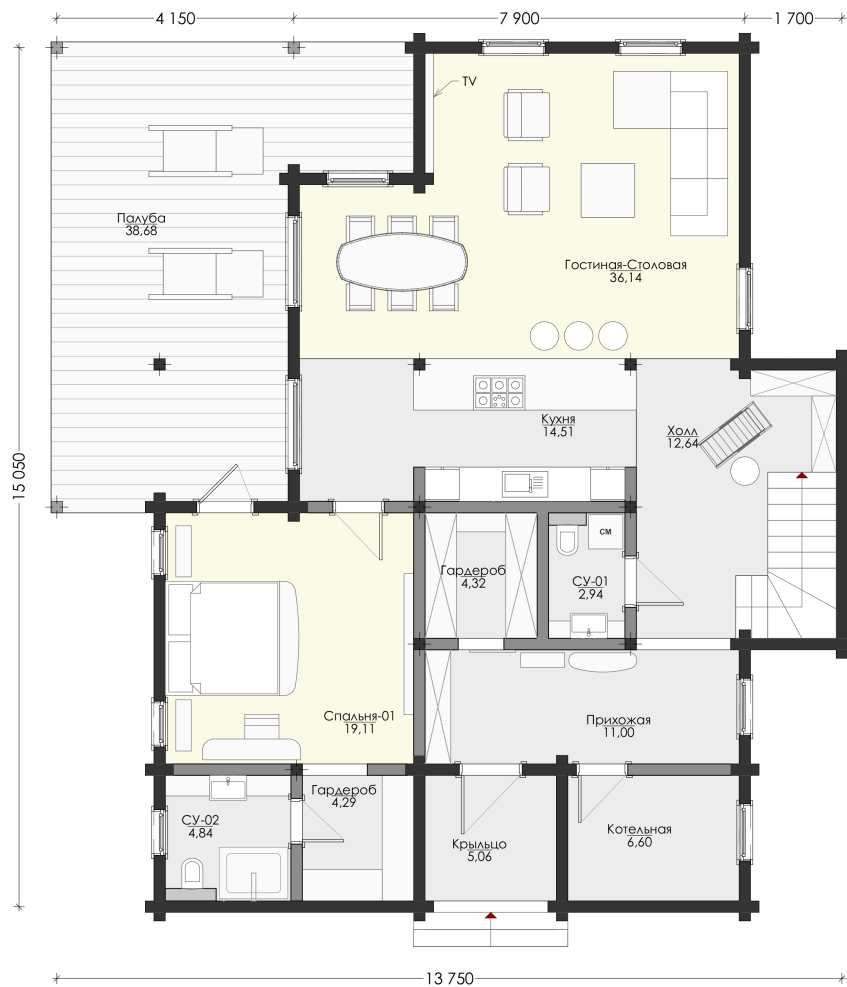 4 150
7 900
1 700
TV
Палуба
38,68
Гостиная-Столовая
36,14
Кухня
14,51
Холл
12,64
15 050
Гардероб
4,32
СМ
СУ-01
2,94
Спальня-01
19,11
Прихожая
11,00
Гардероб
4,29
СУ-02
4,84
Крыльцо
5,06
Котельная
6,60
13 750